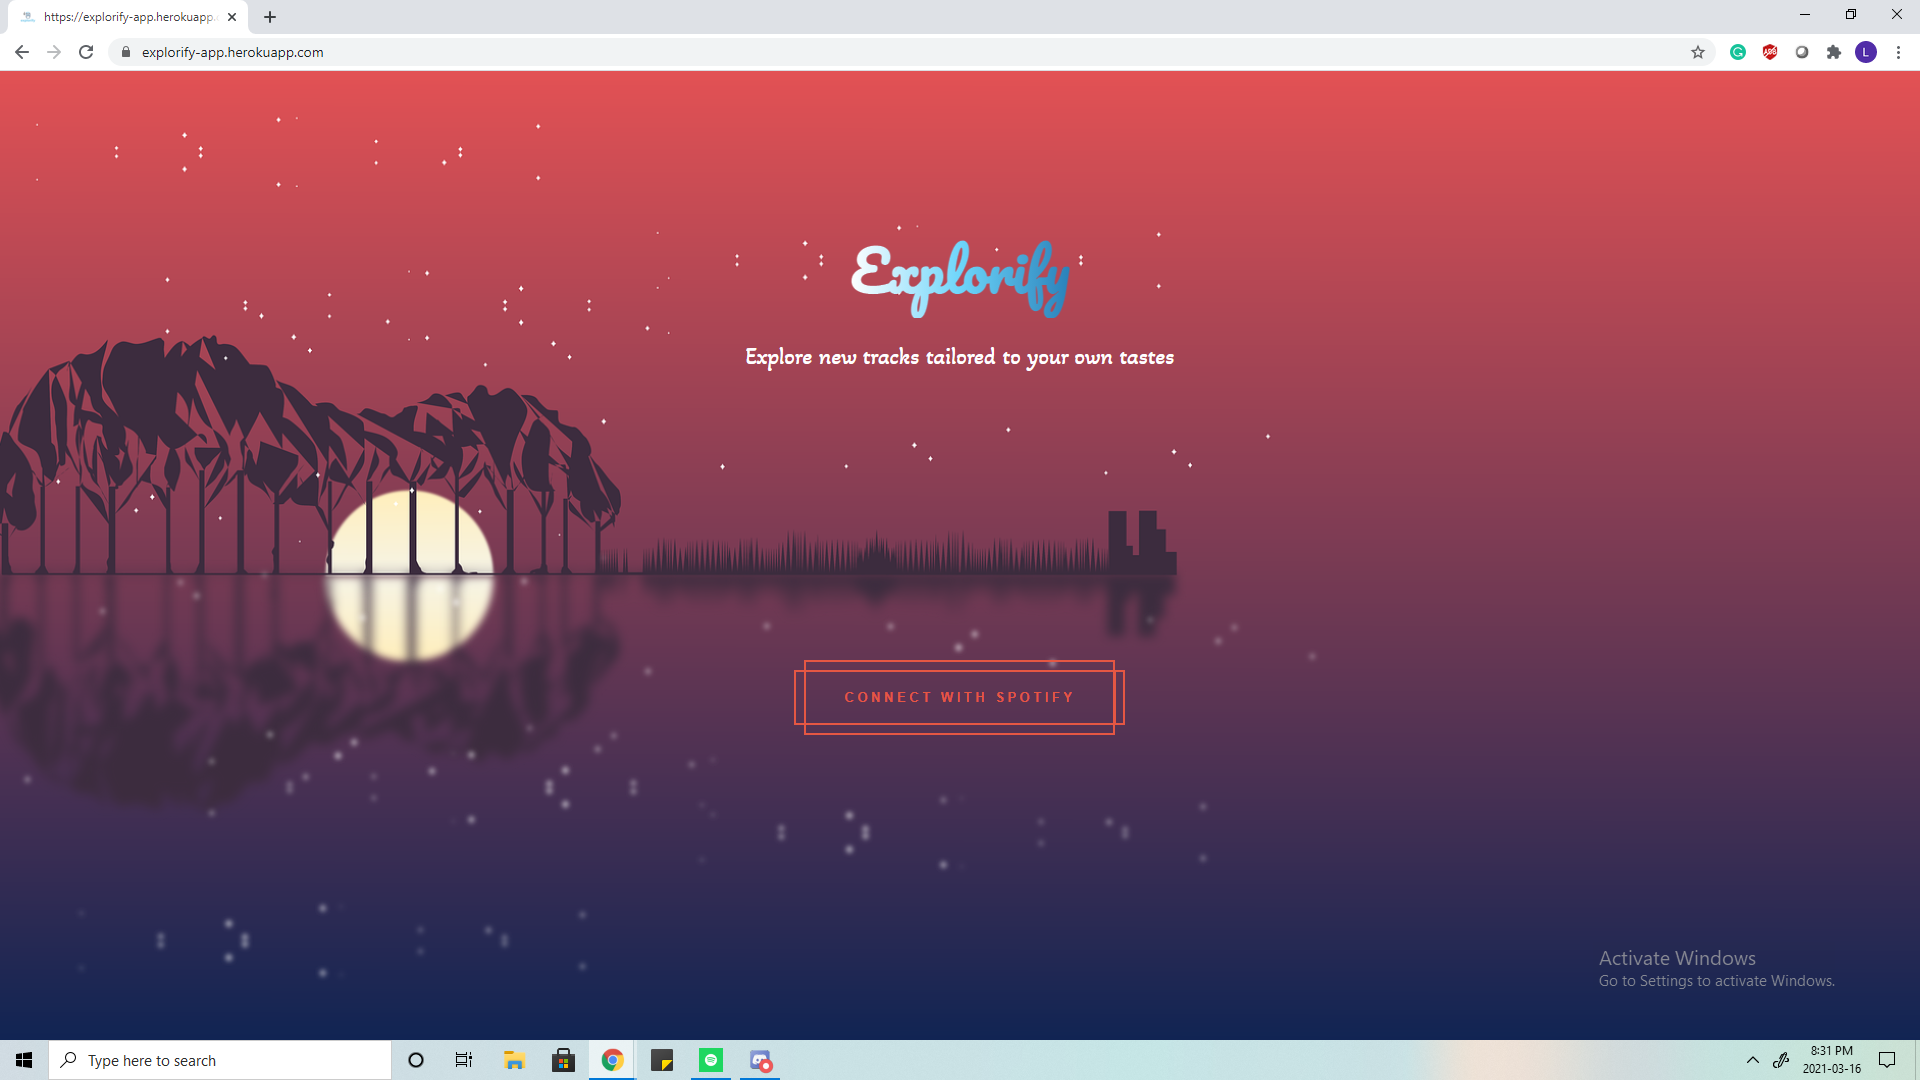 https://explorify-app.herokuapp.
explorify-app.herokuapp.com
ABP
L
Explorify
Explore new tracks tailored to your own tastes
CONNECT WITH SPOTIFY
Activate Windows
Go to Settings to activate Windows.
Type here to search
8:31 PM
2021-03-16